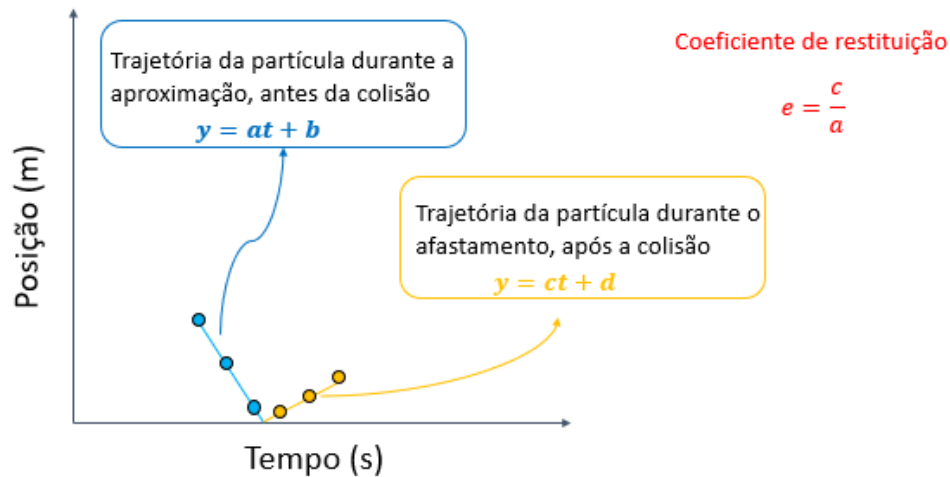 Trajetória da partícula durante a
aproximação, antes da colisão
y = at + b
Coeficiente de restituição
e = c/a
Trajetória da partícula durante o
afastamento, após a colisão
y = ct + d
Posição (m)
Tempo (s)